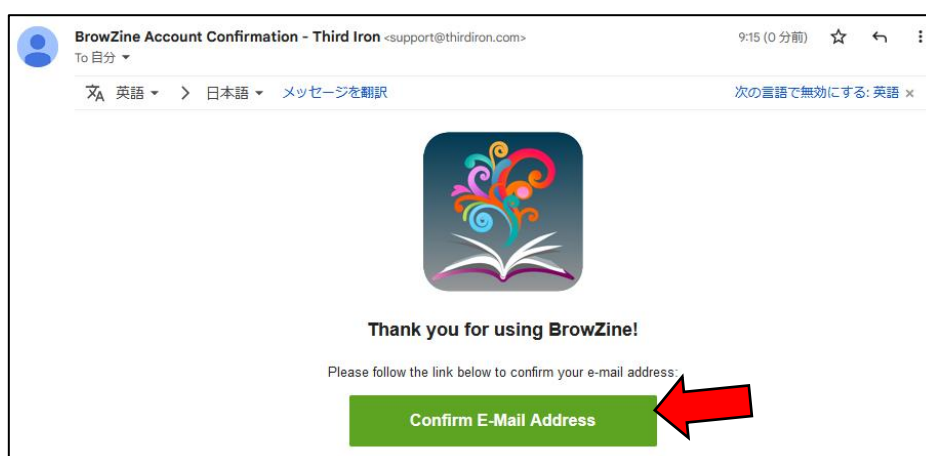 BrowZine Account Confirmation - Third Iron <support@thirdiron.com> 9:15 (0 分前)
To 自分
英語 > 日本語 メッセージを翻訳 次の言語で無効にする: 英語 ×
Thank you for using BrowZine!
Please follow the link below to confirm your e-mail address:
Confirm E-Mail Address